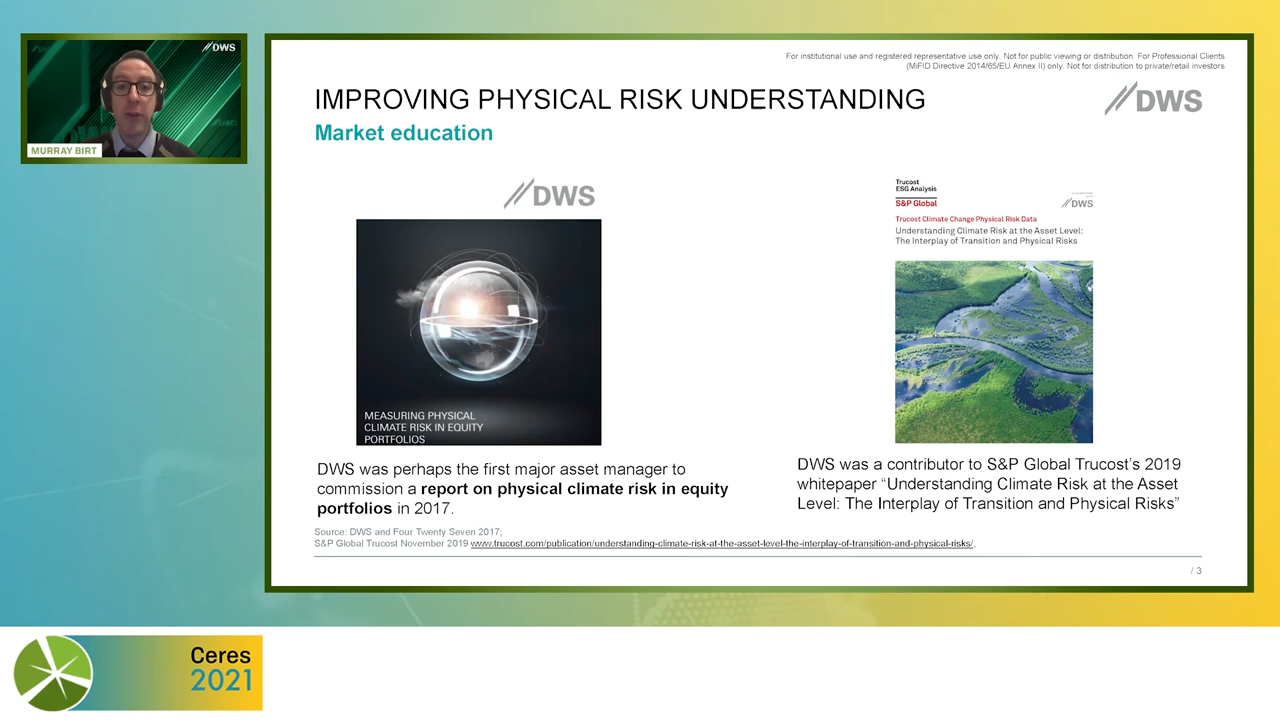 DWS
MURRAY BIRT
For institutional use and registered representative use only. Not for public viewing or distribution. For Professional Clients
(MiFID Directive 2014/65/EU Annex II) only. Not for distribution to private/retail investors
IMPROVING PHYSICAL RISK UNDERSTANDING
DWS
Market education
DWS
MEASURING PHYSICAL
CLIMATE RISK IN EQUITY
PORTFOLIOS
DWS was perhaps the first major asset manager to
commission a report on physical climate risk in equity
portfolios in 2017.
Trucost
ESG Analysis
S&P Global
DWS
Trucost Climate Change Physical Risk Data
Understanding Climate Risk at the Asset Level:
The Interplay of Transition and Physical Risks
DWS was a contributor to S&P Global Trucost’s 2019
whitepaper “Understanding Climate Risk at the Asset
Level: The Interplay of Transition and Physical Risks”
Source: DWS and Four Twenty Seven 2017;
S&P Global Trucost November 2019 www.trucost.com/publication/understanding-climate-risk-at-the-asset-level-the-interplay-of-transition-and-physical-risks/.
/ 3
Ceres
2021